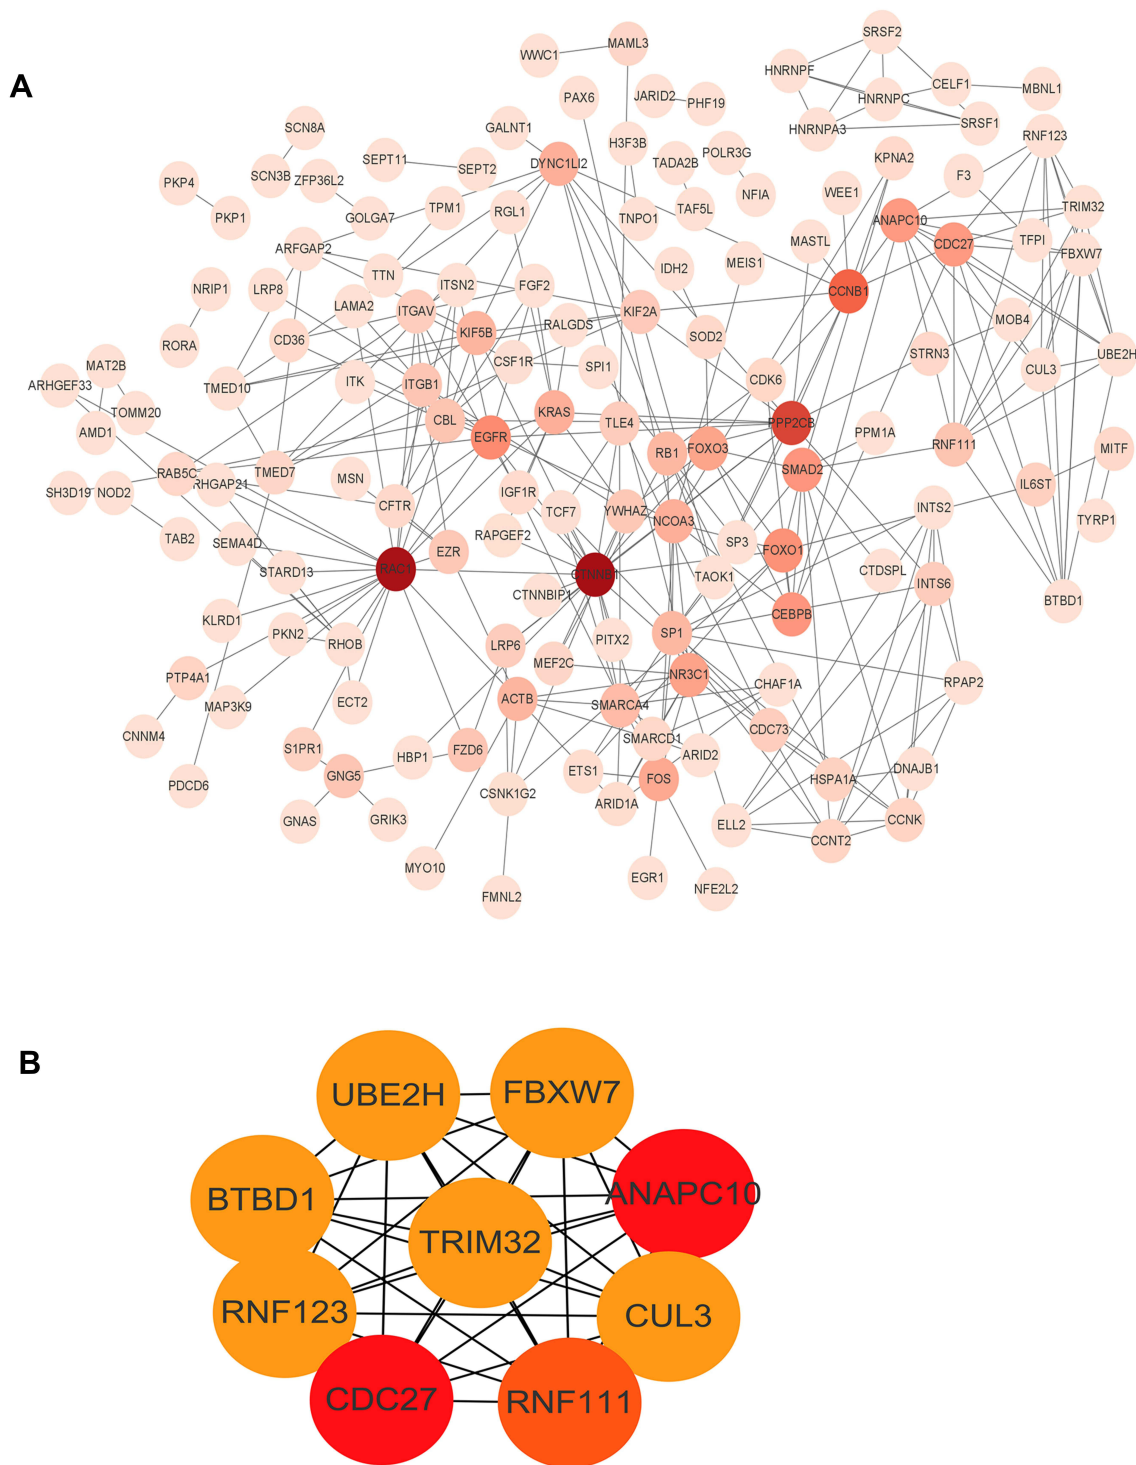 A
SRSF2
WWC1
MAML3
HNRNPF
CELF1
MBNL1
HNRNPC
PAX6
JARID2
PHF19
SCN8A
GALNT1
HNRNPA3
SRSF1
H3F3B
RNF123
SEPT11
SEPT2
DYNC1LI2
TADA2B
POLR3G
KPNA2
SCN3B
ZFP36L2
PKP4
WEE1
F3
NFIA
TRIM32
PKP1
GOLGA7
TPM1
RGL1
TNPO1
TAF5L
ANAPC10
CDC27
TFPI
FBXW7
MASTL
ARFGAP2
TTN
ITSN2
FGF2
IDH2
MEIS1
NRIP1
LRP8
LAMA2
ITGAV
KIF2A
CCNB1
MOB4
RALGDS
KIF5B
SOD2
RORA
CD36
STRN3
UBE2H
MAT2B
CSF1R
SPI1
CUL3
ARHGEF33
TMED10
ITK
ITGB1
CDK6
TOMM20
CBL
KRAS
TLE4
PPP2CB
AMD1
EGFR
PPM1A
RNF111
MITF
FOXO3
RB1
SMAD2
RAB5C
TMED7
MSN
RHGAP21
SH3D19
NOD2
IGF1R
IL6ST
CFTR
TCF7
YWHAZ
NCOA3
INTS2
TYRP1
TAB2
SEMA4D
EZR
RAPGEF2
SP3
FOXO1
STARD13
RAC1
CTNNB1
TAOK1
CTDSPL
INTS6
CTNNBIP1
BTBD1
KLRD1
PKN2
RHOB
LRP6
PITX2
SP1
CEBPB
MEF2C
PTP4A1
NR3C1
CHAF1A
RPAP2
MAP3K9
ECT2
ACTB
SMARCA4
CNNM4
CDC73
S1PR1
HBP1
FZD6
SMARCD1
ARID2
GNG5
ETS1
FOS
HSPA1A
DNAJB1
PDCD6
CSNK1G2
ARID1A
GNAS
GRIK3
ELL2
CCNT2
CCNK
MYO10
EGR1
NFE2L2
FMNL2
B
UBE2H
FBXW7
BTBD1
ANAPC10
TRIM32
RNF123
CUL3
CDC27
RNF111